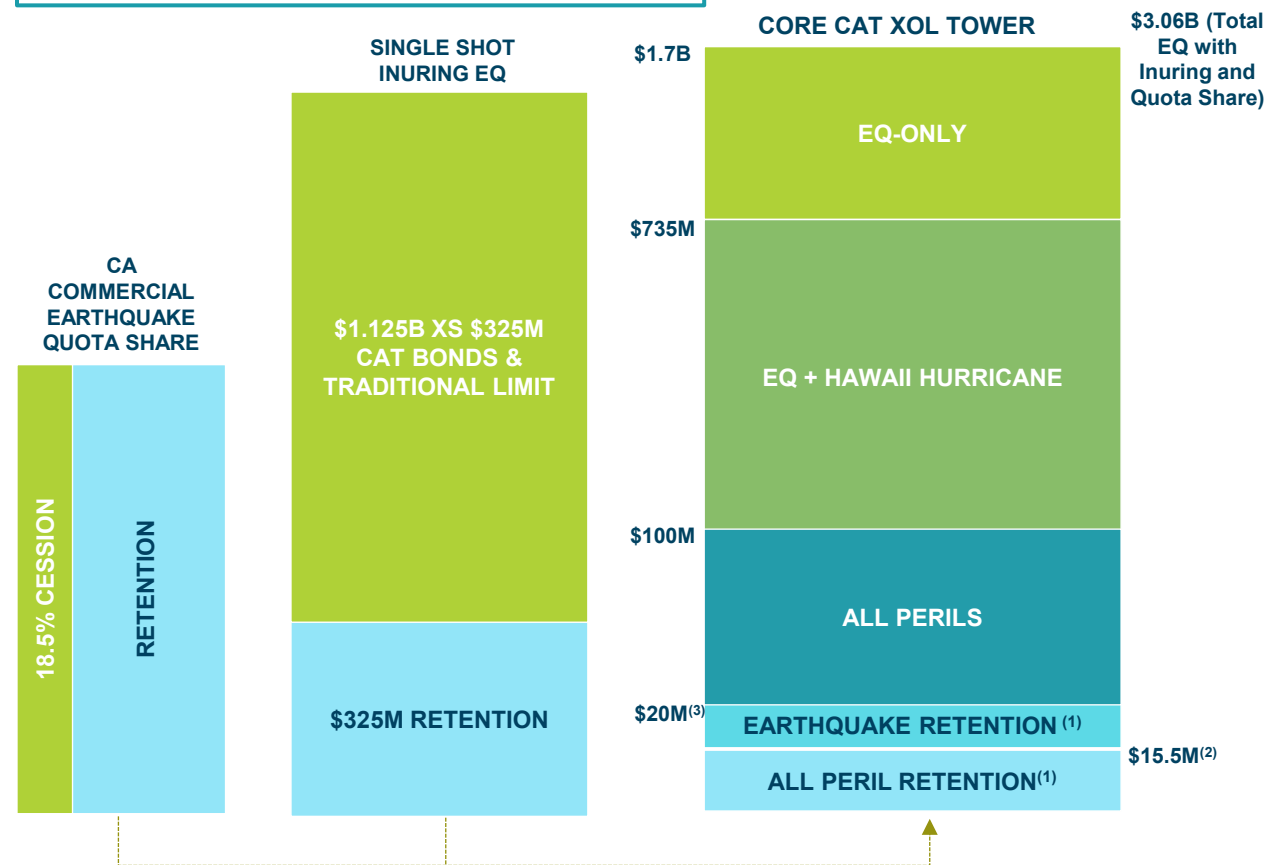 CORE CAT XOL TOWER
$3.06B (Total
EQ with
Inuring and
Quota Share)
SINGLE SHOT
INURING EQ
$1.7B
EQ-ONLY
$735M
CA
COMMERCIAL
EARTHQUAKE
QUOTA SHARE
$1.125B XS $325M
CAT BONDS &
TRADITIONAL LIMIT
EQ + HAWAII HURRICANE
18.5% CESSION
RETENTION
$100M
ALL PERILS
$325M RETENTION
$20M(3)
EARTHQUAKE RETENTION (1)
$15.5M(2)
ALL PERIL RETENTION(1)